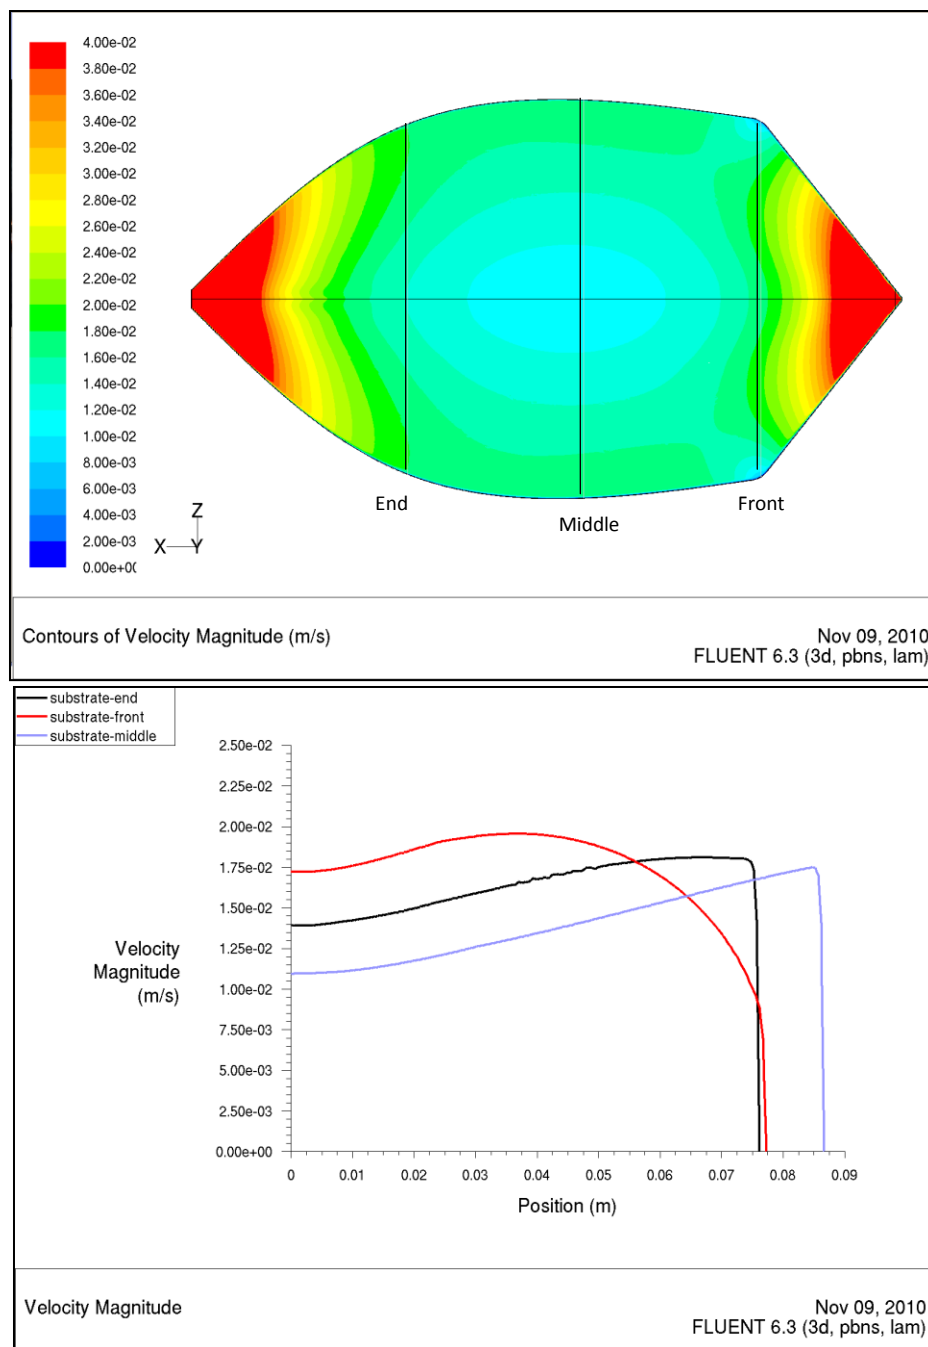 4.00e-02
3.80e-02
3.60e-02
3.40e-02
3.20e-02
3.00e-02
2.80e-02
2.60e-02
2.40e-02
2.20e-02
2.00e-02
1.80e-02
1.60e-02
1.40e-02
1.20e-02
1.00e-02
8.00e-03
6.00e-03
4.00e-03
2.00e-03
0.00e+0(
End
Middle
Front
Z
X
Y
Contours of Velocity Magnitude (m/s)
Nov 09, 2010
FLUENT 6.3 (3d, pbns, lam)
substrate-end
substrate-front
substrate-middle
2.50e-02
2.25e-02
2.00e-02
1.75e-02
1.50e-02
1.25e-02
1.00e-02
7.50e-03
5.00e-03
2.50e-03
0.00e+00
Velocity
Magnitude
(m/s)
0 0.01 0.02 0.03 0.04 0.05 0.06 0.07 0.08 0.09
Position (m)
Velocity Magnitude
Nov 09, 2010
FLUENT 6.3 (3d, pbns, lam)